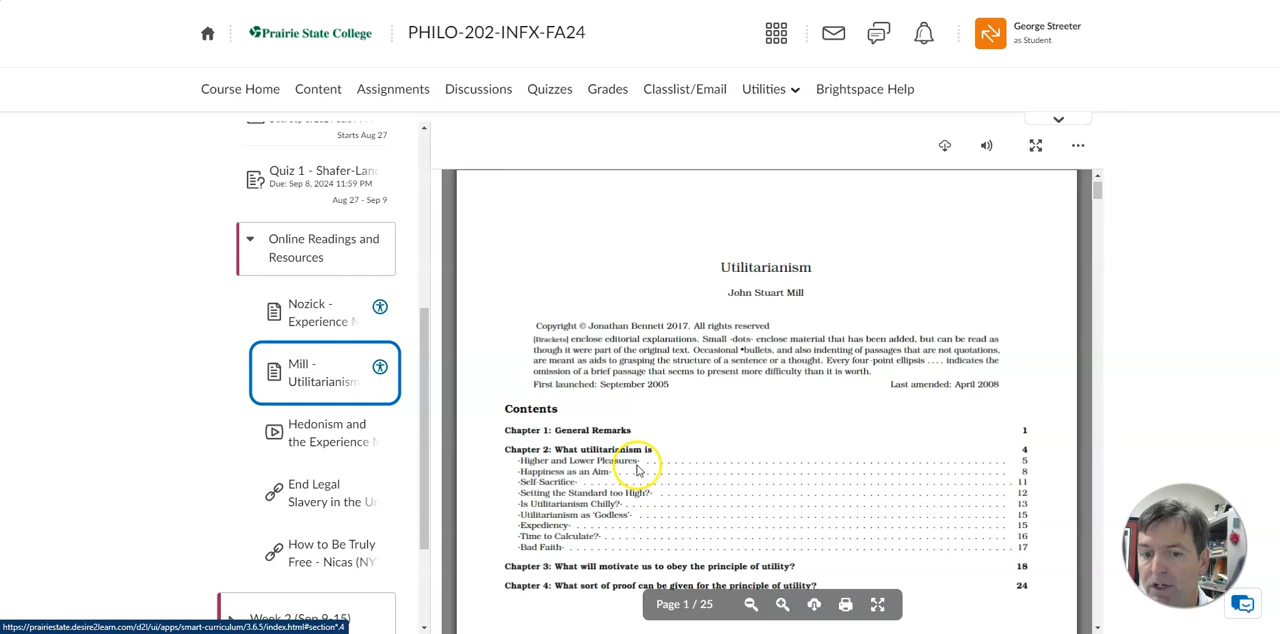 Prairie State College
PHILO-202-INFX-FA24
George Streeter
as Student
Course Home
Content
Assignments
Discussions
Quizzes
Grades
Classlist/Email
Utilities
Brightspace Help
Starts Aug 27
Quiz 1 - Shafer-Lanc
Due: Sep 8, 2024 11:59 PM
Aug 27 - Sep 9
Online Readings and
Resources
Nozick -
Experience M
Mill -
Utilitarianism
Hedonism and
the Experience M
End Legal
Slavery in the Un
How to Be Truly
Free - Nicas (NYT
Week 2 (Sep 9-15)
Utilitarianism
John Stuart Mill
Copyright © Jonathan Bennett 2017. All rights reserved
[Brackets] enclose editorial explanations. Small ·dots· enclose material that has been added, but can be read as
though it were part of the original text. Occasional •bullets, and also indenting of passages that are not quotations,
are meant as aids to grasping the structure of a sentence or a thought. Every four-point ellipsis . . . . indicates the
omission of a brief passage that seems to present more difficulty than it is worth.
First launched: September 2005 Last amended: April 2008
Contents
Chapter 1: General Remarks 1
Chapter 2: What utilitarianism is 4
·Higher and Lower Pleasures· 5
·Happiness as an Aim· 8
·Self-Sacrifice· 11
·Setting the Standard too High?· 12
·Is Utilitarianism Chilly?· 13
·Utilitarianism as 'Godless'· 15
·Expediency· 15
·Time to Calculate?· 16
·Bad Faith· 17
Chapter 3: What will motivate us to obey the principle of utility? 18
Chapter 4: What sort of proof can be given for the principle of utility? 24
Page 1 / 25
https://prairiestate.desire2learn.com/d2l/ui/apps/smart-curriculum/3.6.5/index.html#section*.4